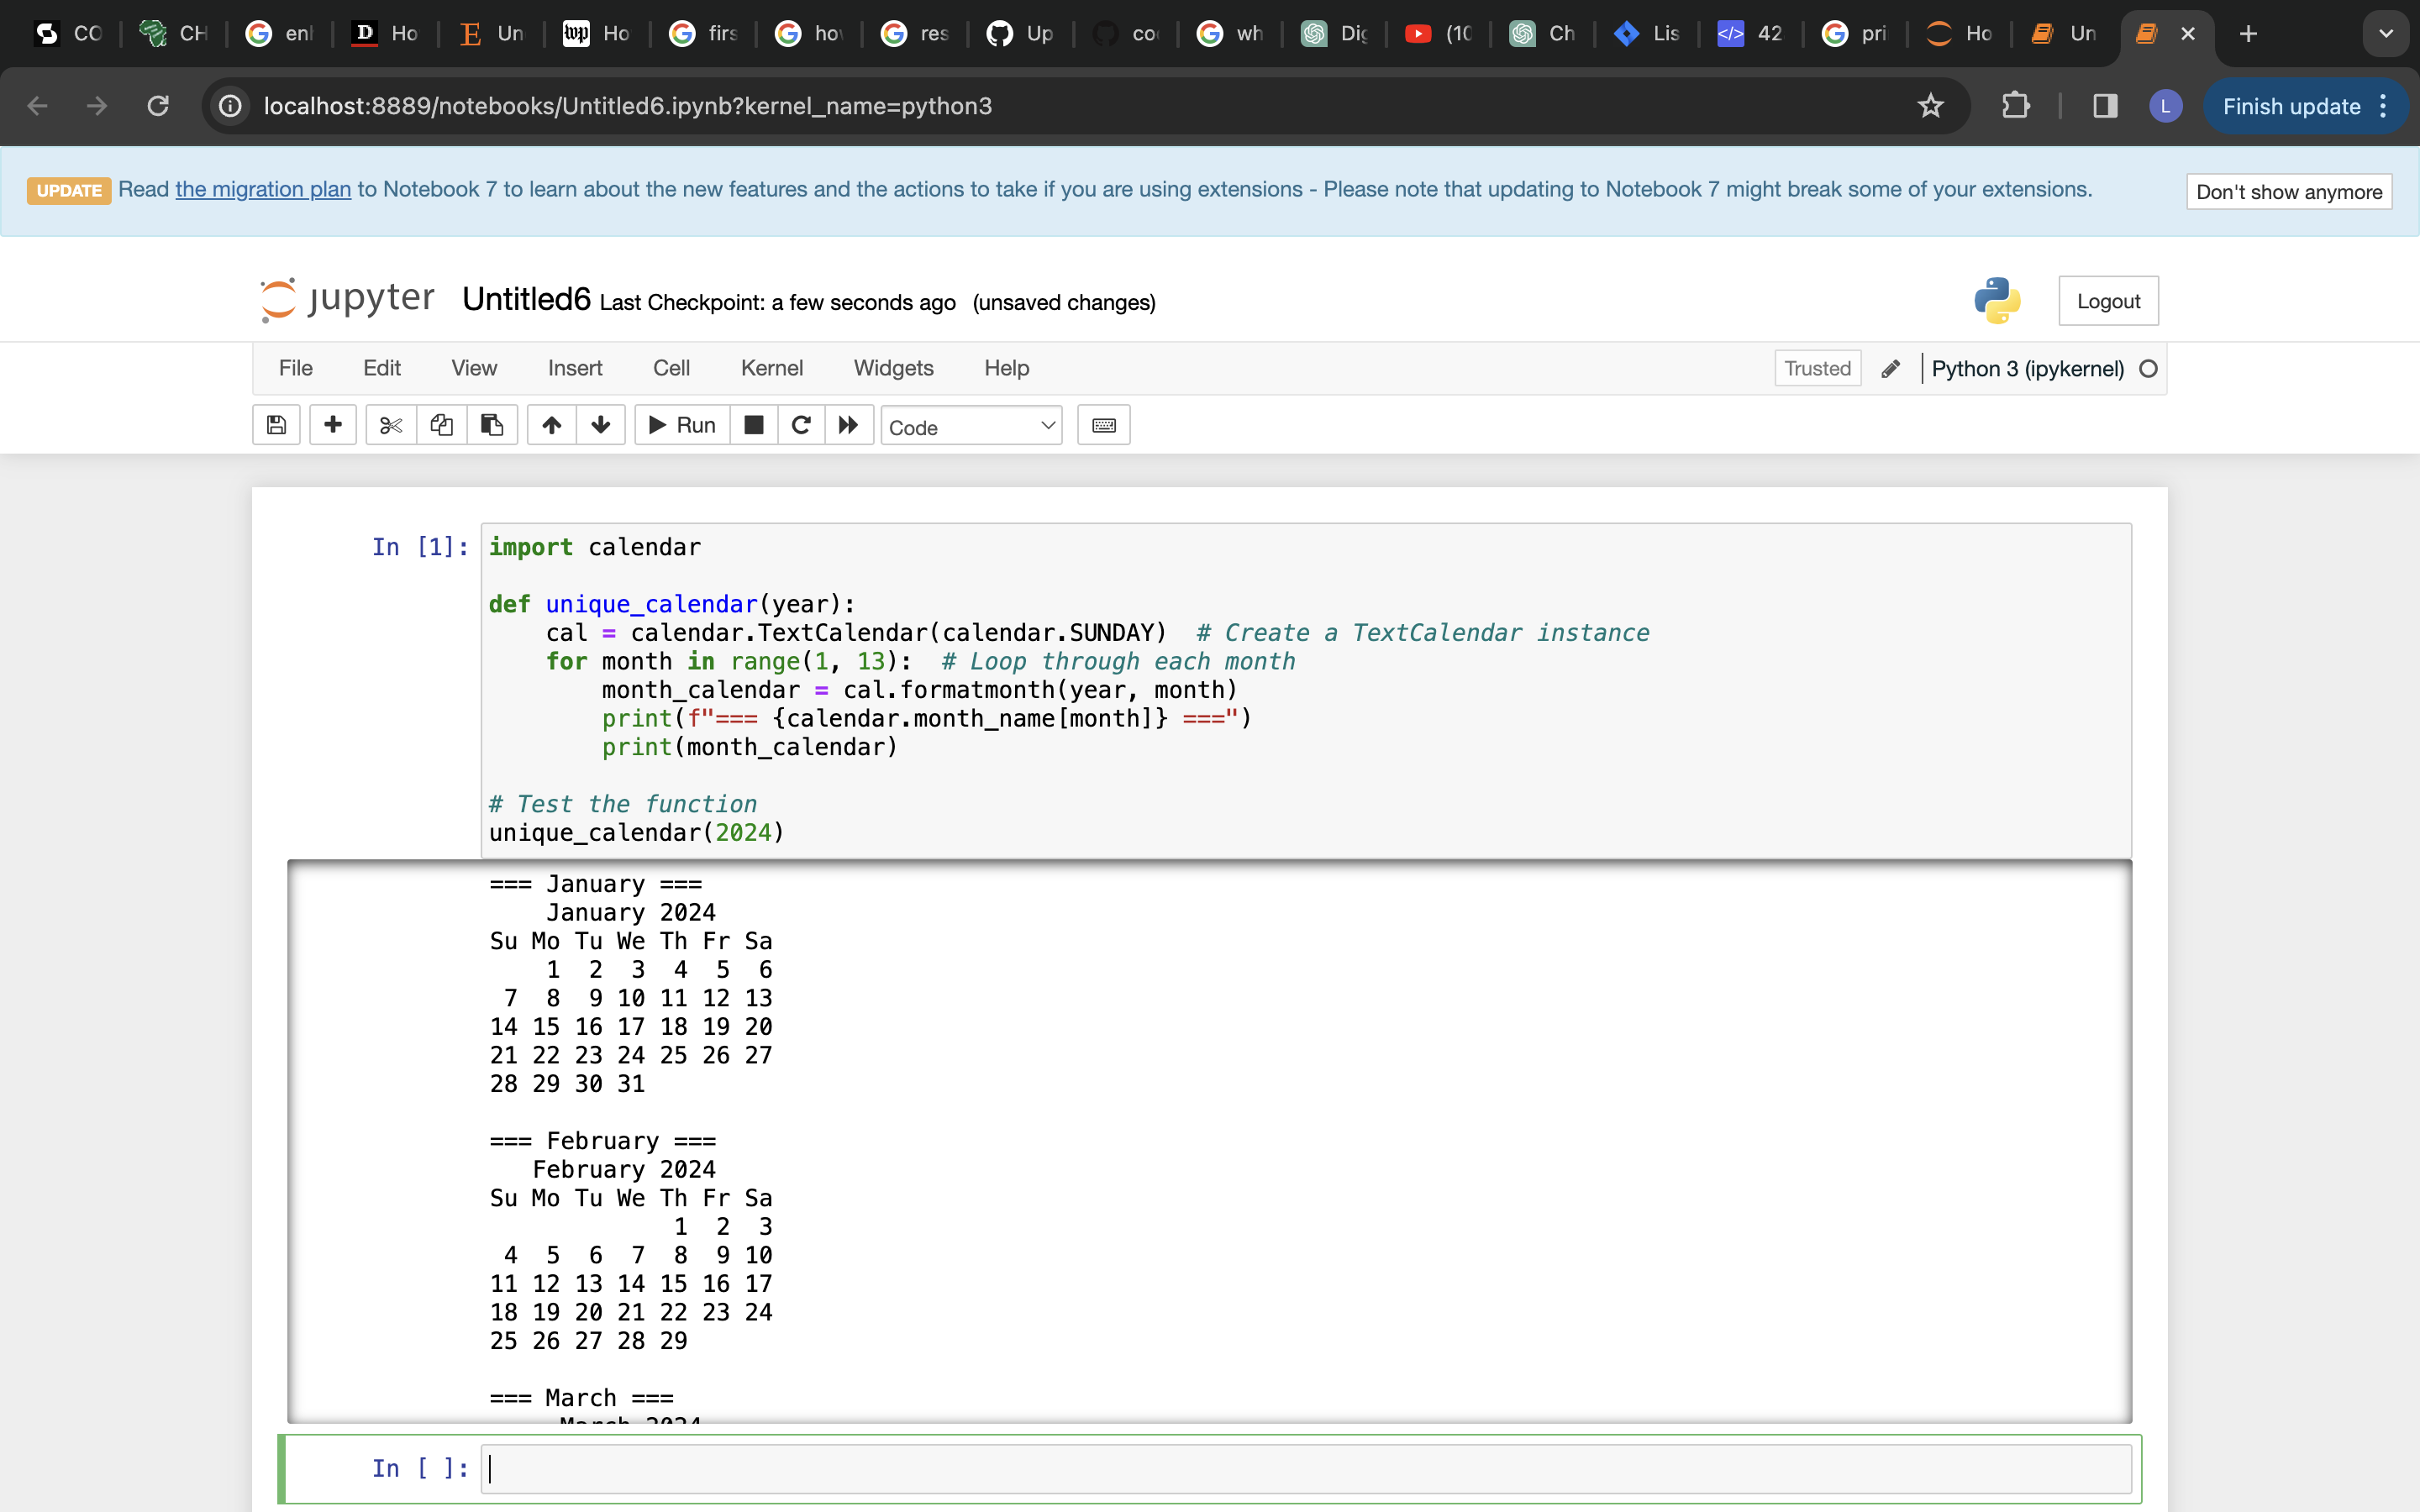 CO CH enl Ho Un Ho firs ho res Up co wh Dig (10 Ch Lis 42 pri Ho Un
localhost:8889/notebooks/Untitled6.ipynb?kernel_name=python3 L Finish update
UPDATE Read the migration plan to Notebook 7 to learn about the new features and the actions to take if you are using extensions - Please note that updating to Notebook 7 might break some of your extensions. Don't show anymore
jupyter Untitled6 Last Checkpoint: a few seconds ago (unsaved changes) Logout
File Edit View Insert Cell Kernel Widgets Help Trusted Python 3 (ipykernel)
Run Code
In [1]: import calendar
def unique_calendar(year):
    cal = calendar.TextCalendar(calendar.SUNDAY)  # Create a TextCalendar instance
    for month in range(1, 13):  # Loop through each month
        month_calendar = cal.formatmonth(year, month)
        print(f"=== {calendar.month_name[month]} ===")
        print(month_calendar)
# Test the function
unique_calendar(2024)
=== January ===
    January 2024
Su Mo Tu We Th Fr Sa
    1  2  3  4  5  6
 7  8  9 10 11 12 13
14 15 16 17 18 19 20
21 22 23 24 25 26 27
28 29 30 31
=== February ===
   February 2024
Su Mo Tu We Th Fr Sa
             1  2  3
 4  5  6  7  8  9 10
11 12 13 14 15 16 17
18 19 20 21 22 23 24
25 26 27 28 29
=== March ===
     March 2024
In [ ]: